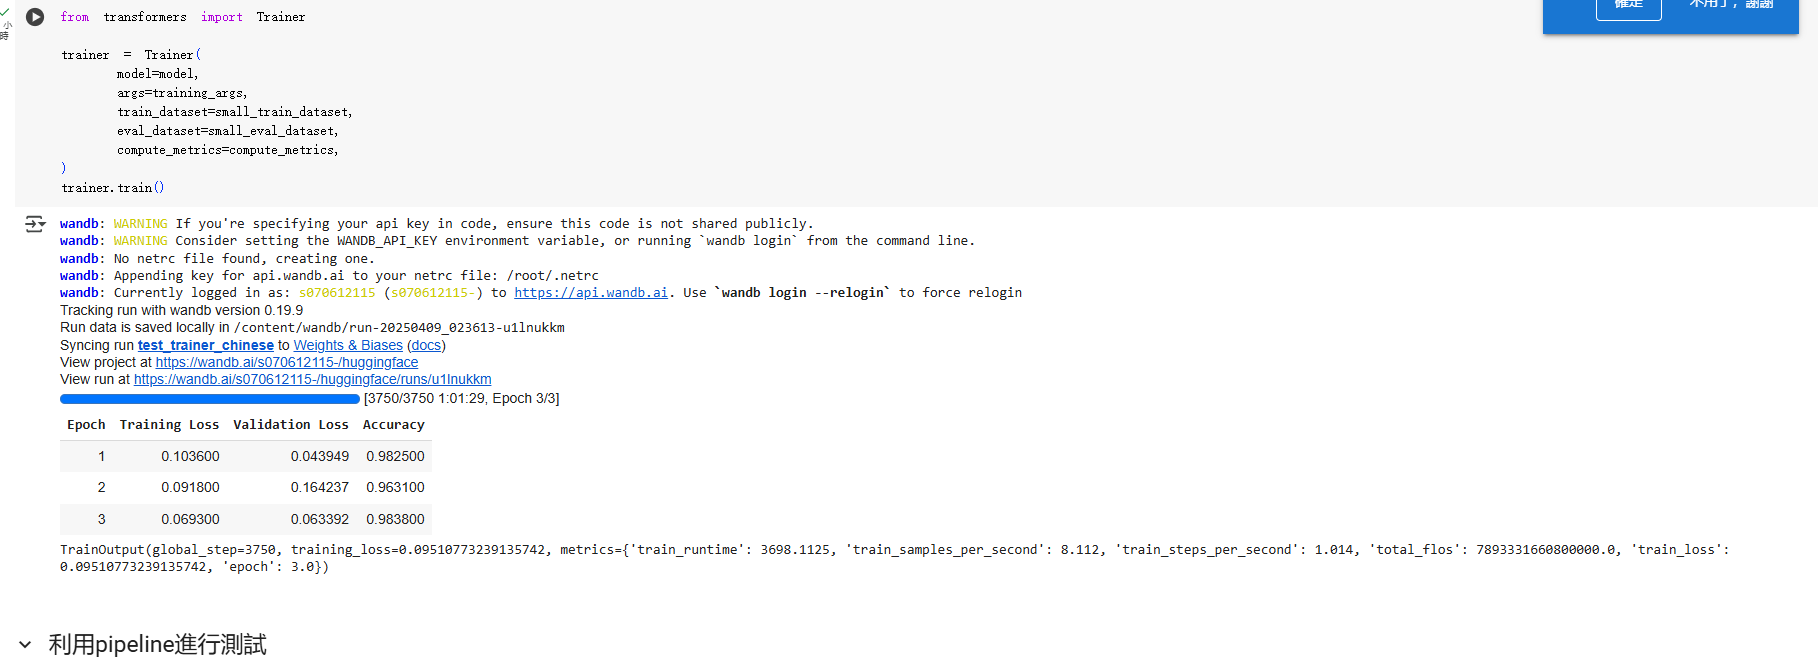 確定 不用了，謝謝
小
時
from transformers import Trainer
trainer = Trainer(
model=model,
args=training_args,
train_dataset=small_train_dataset,
eval_dataset=small_eval_dataset,
compute_metrics=compute_metrics,
)
trainer.train()
wandb: WARNING If you're specifying your api key in code, ensure this code is not shared publicly.
wandb: WARNING Consider setting the WANDB_API_KEY environment variable, or running `wandb login` from the command line.
wandb: No netrc file found, creating one.
wandb: Appending key for api.wandb.ai to your netrc file: /root/.netrc
wandb: Currently logged in as: s070612115 (s070612115-) to https://api.wandb.ai. Use `wandb login --relogin` to force relogin
Tracking run with wandb version 0.19.9
Run data is saved locally in /content/wandb/run-20250409_023613-u1lnukkm
Syncing run test_trainer_chinese to Weights & Biases (docs)
View project at https://wandb.ai/s070612115-/huggingface
View run at https://wandb.ai/s070612115-/huggingface/runs/u1lnukkm
[3750/3750 1:01:29, Epoch 3/3]
Epoch Training Loss Validation Loss Accuracy
1 0.103600 0.043949 0.982500
2 0.091800 0.164237 0.963100
3 0.069300 0.063392 0.983800
TrainOutput(global_step=3750, training_loss=0.09510773239135742, metrics={'train_runtime': 3698.1125, 'train_samples_per_second': 8.112, 'train_steps_per_second': 1.014, 'total_flos': 7893331660800000.0, 'train_loss':
0.09510773239135742, 'epoch': 3.0})
利用pipeline進行測試